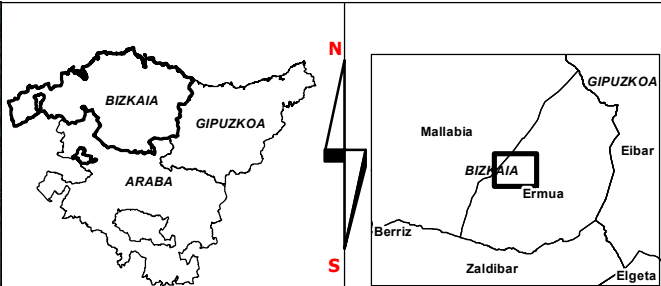 BIZKAIA
GIPUZKOA
ARABA
N
S
GIPUZKOA
Mallabia
Eibar
BIZKAIA
Ermua
Berriz
Zaldibar
Elgeta